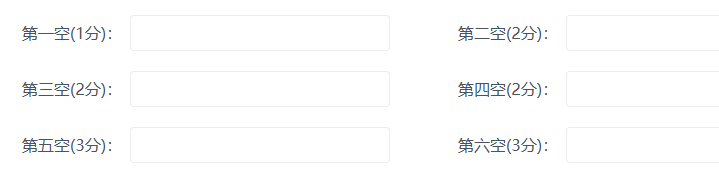 第一空(1分)： 第二空(2分)：
第三空(2分)： 第四空(2分)：
第五空(3分)： 第六空(3分)：